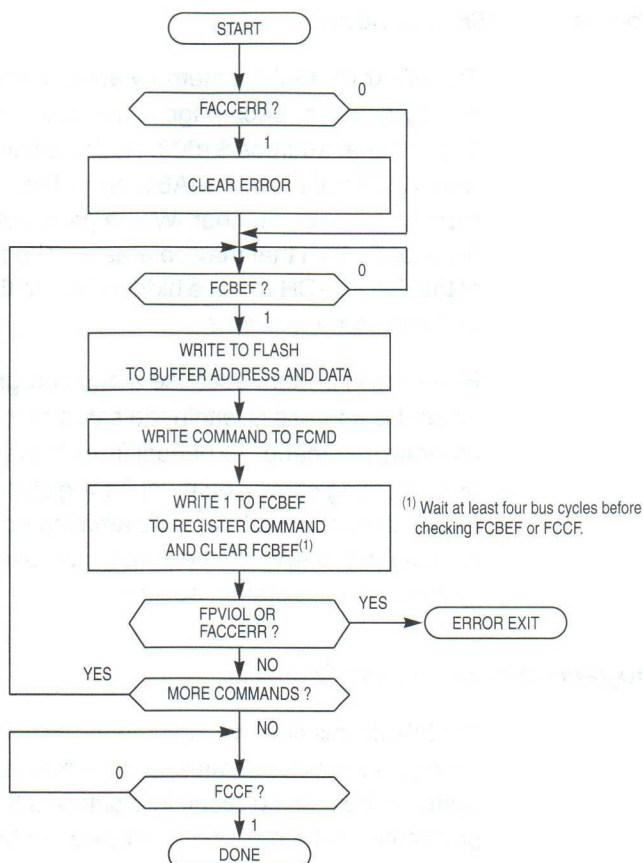 START
FACCERR ?
0
1
CLEAR ERROR
FCBEF ?
0
1
WRITE TO FLASH
TO BUFFER ADDRESS AND DATA
WRITE COMMAND TO FCMD
WRITE 1 TO FCBEF
TO REGISTER COMMAND
AND CLEAR FCBEF(1)
(1) Wait at least four bus cycles before
checking FCBEF or FCCF.
FPVIOL OR
FACCERR ?
YES
ERROR EXIT
NO
YES
MORE COMMANDS ?
NO
0
FCCF ?
1
DONE